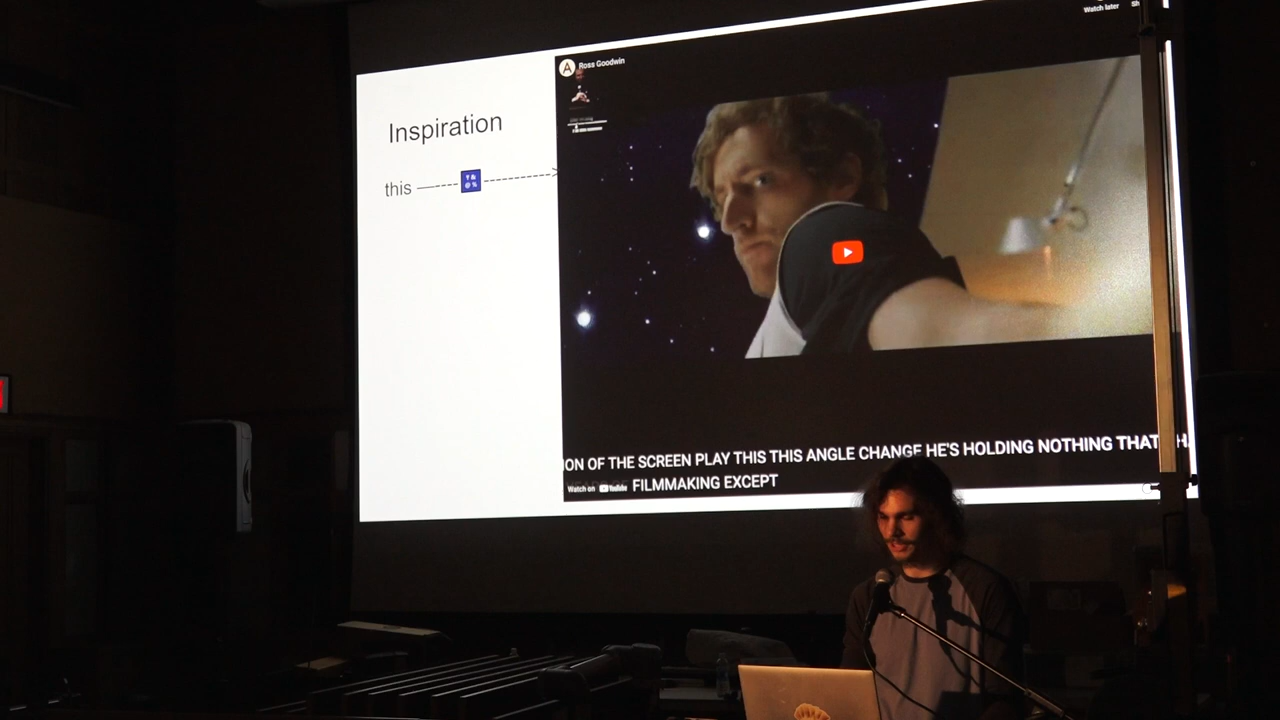 Watch later
Ross Goodwin
Inspiration
this
ION OF THE SCREEN PLAY THIS THIS ANGLE CHANGE HE'S HOLDING NOTHING THAT
FILMMAKING EXCEPT
Watch on YouTube